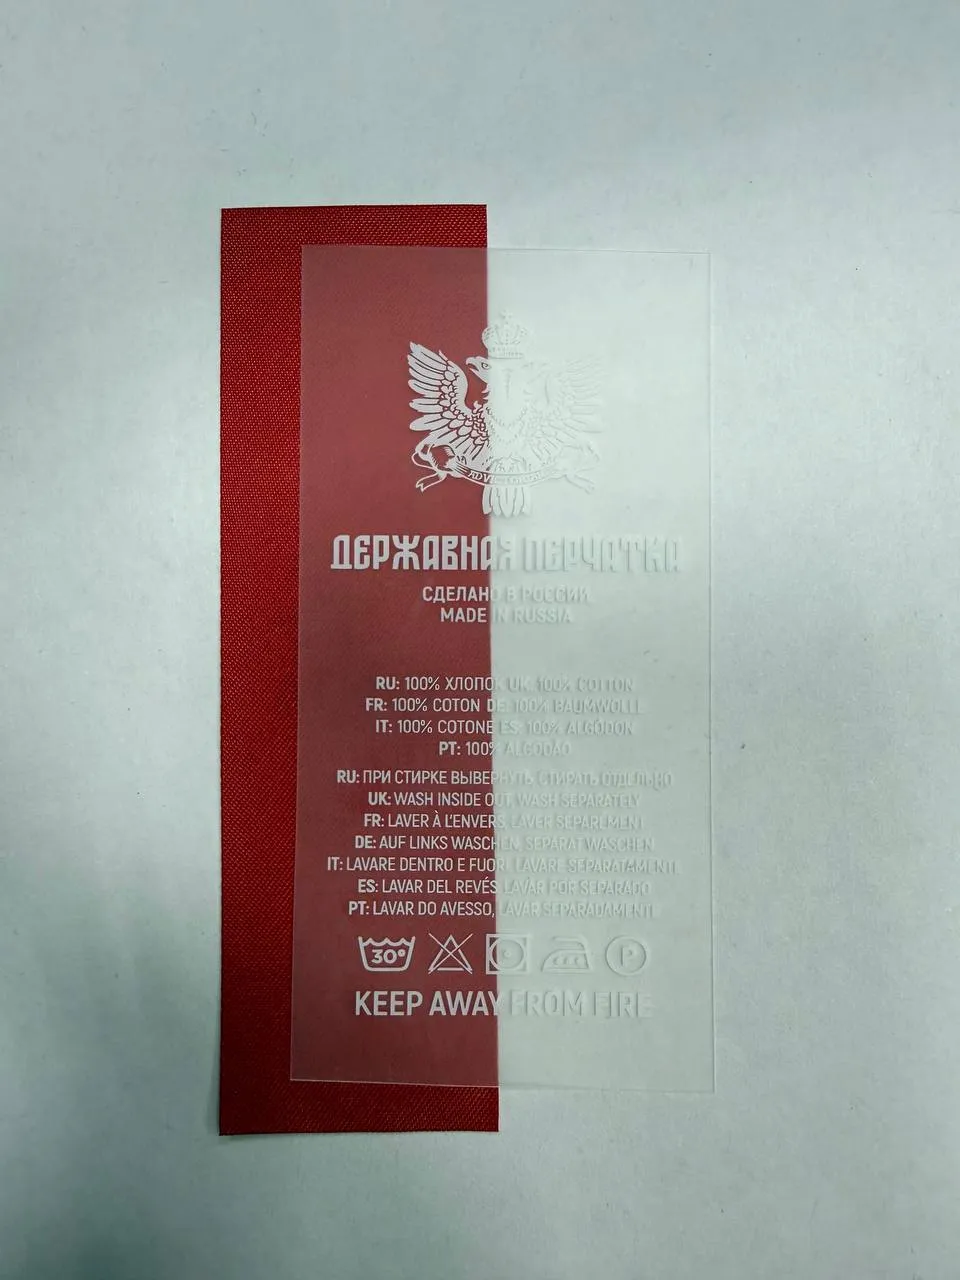 ДЕРЖАВНАЯ ПЕРЧАТКА
СДЕЛАНО В РОССИИ
MADE IN RUSSIA
RU: 100% ХЛОПОК UK: 100% COTTON
FR: 100% COTON DE: 100% BAUMWOLLE
IT: 100% COTONE ES: 100% ALGODON
PT: 100% ALGODAO
RU: ПРИ СТИРКЕ ВЫВЕРНУТЬ, СТИРАТЬ ОТДЕЛЬНО
UK: WASH INSIDE OUT, WASH SEPARATELY
FR: LAVER À L'ENVERS, LAVER SEPARLMENT
DE: AUF LINKS WASCHEN, SEPARAT WASCHEN
IT: LAVARE DENTRO E FUORI, LAVARE SEPARATAMENTE
ES: LAVAR DEL REVÉS, LAVAR POR SEPARADO
PT: LAVAR DO AVESSO, LAVAR SEPARADAMENTE
30° P
KEEP AWAY FROM FIRE